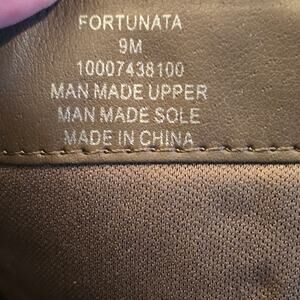 FORTUNATA
9M
10007438100
MAN MADE UPPER
MAN MADE SOLE
MADE IN CHINA